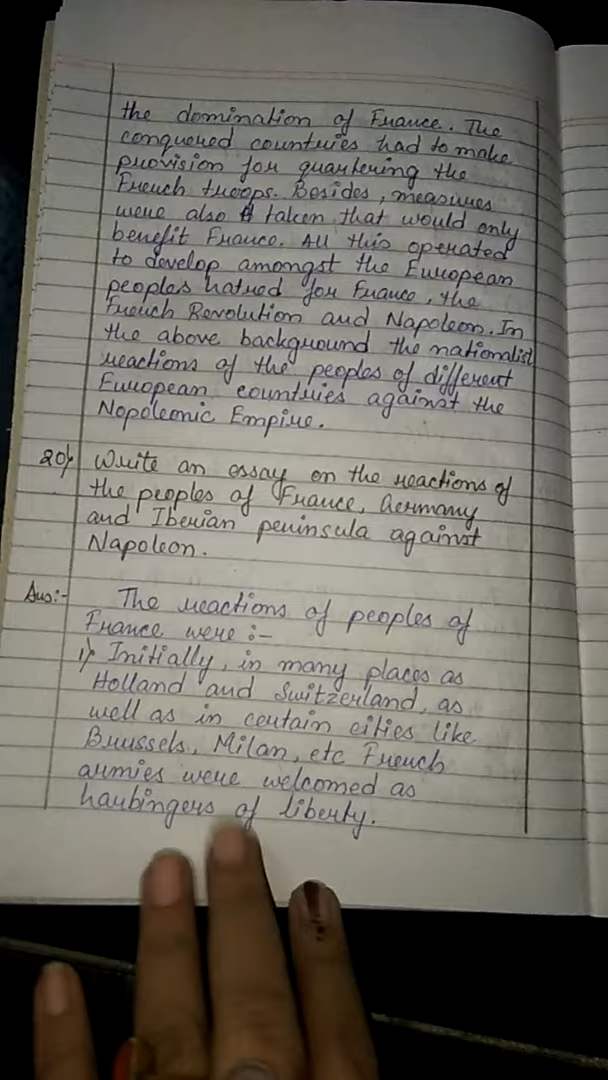 the domination of France. The
conquered countries had to make
provision for quartering the
French troops. Besides, measures
were also taken that would only
benefit France. All this operated
to develop amongst the European
peoples hatred for France, the
French Revolution and Napoleon. In
the above background the nationalist
reactions of the peoples of different
European countries against the
Nopoleonic Empire.
20) Write an essay on the reactions of
the peoples of France, Germany
and Iberian peninsula against
Napoleon.
Ans:- The reactions of peoples of
France were :-
1) Initially, in many places as
Holland and Switzerland, as
well as in certain cities like
Brussels, Milan, etc French
armies were welcomed as
harbingers of liberty.